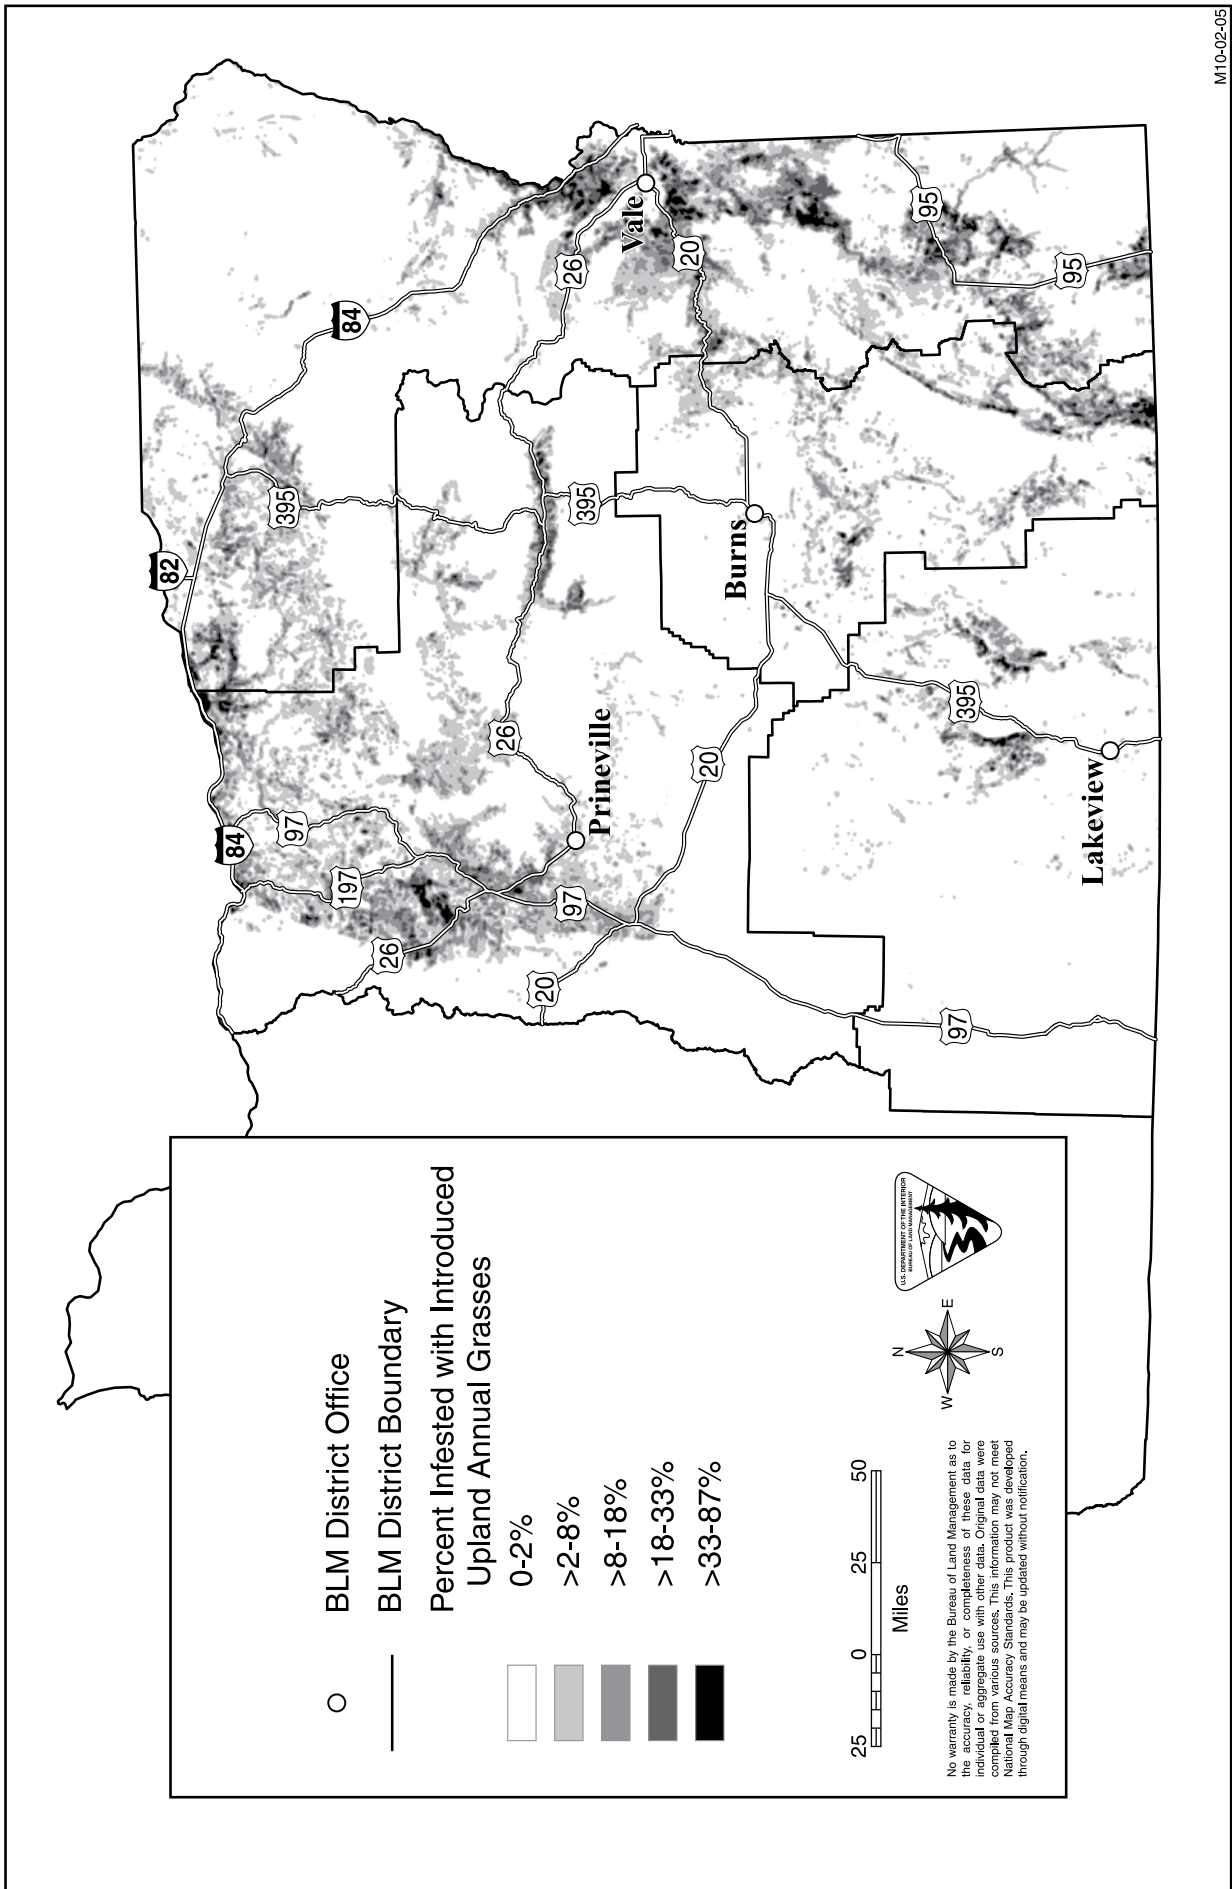 BLM District Office
BLM District Boundary
Percent Infested with Introduced
Upland Annual Grasses
0-2%
>2-8%
>8-18%
>18-33%
>33-87%
25
0
25
50
Miles
N
W
E
S
U.S. DEPARTMENT OF THE INTERIOR
BUREAU OF LAND MANAGEMENT
No warranty is made by the Bureau of Land Management as to
the accuracy, reliability, or completeness of these data for
individual or aggregate use with other data. Original data were
compiled from various sources. This information may not meet
National Map Accuracy Standards. This product was developed
through digital means and may be updated without notification.
84
82
84
97
197
395
26
26
26
20
97
20
395
20
Prineville
Burns
Vale
95
97
395
95
Lakeview
M10-02-05